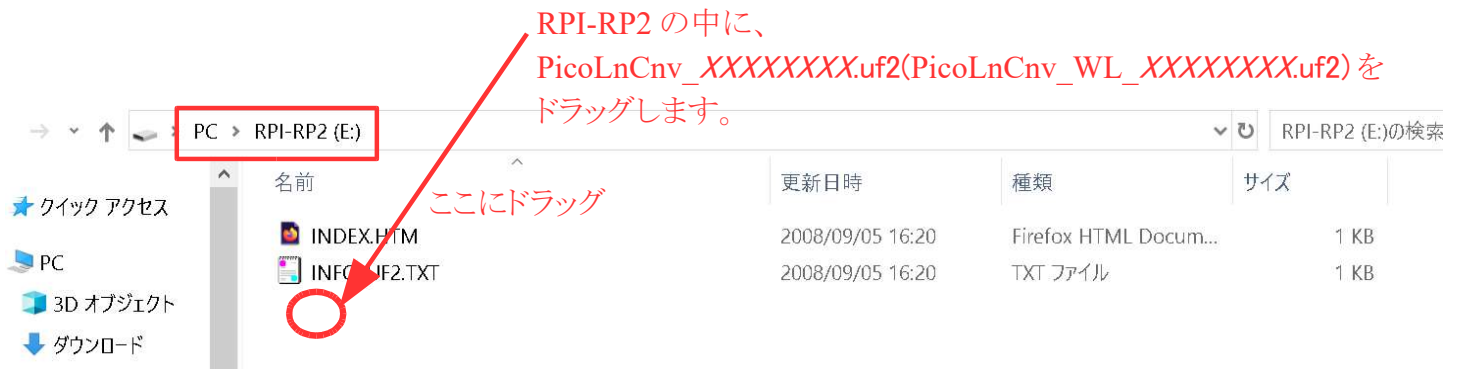 RPI-RP2 の中に、
PicoLnCnv_XXXXXXXX.uf2(PicoLnCnv_WL_XXXXXXXX.uf2)を
ドラッグします。
PC > RPI-RP2 (E:)
RPI-RP2 (E:)の検索
名前 更新日時 種類 サイズ
ここにドラッグ
クイック アクセス
INDEX.HTM 2008/09/05 16:20 Firefox HTML Docum... 1 KB
PC
2008/09/05 16:20 TXT ファイル 1 KB
3D オブジェクト
ダウンロード